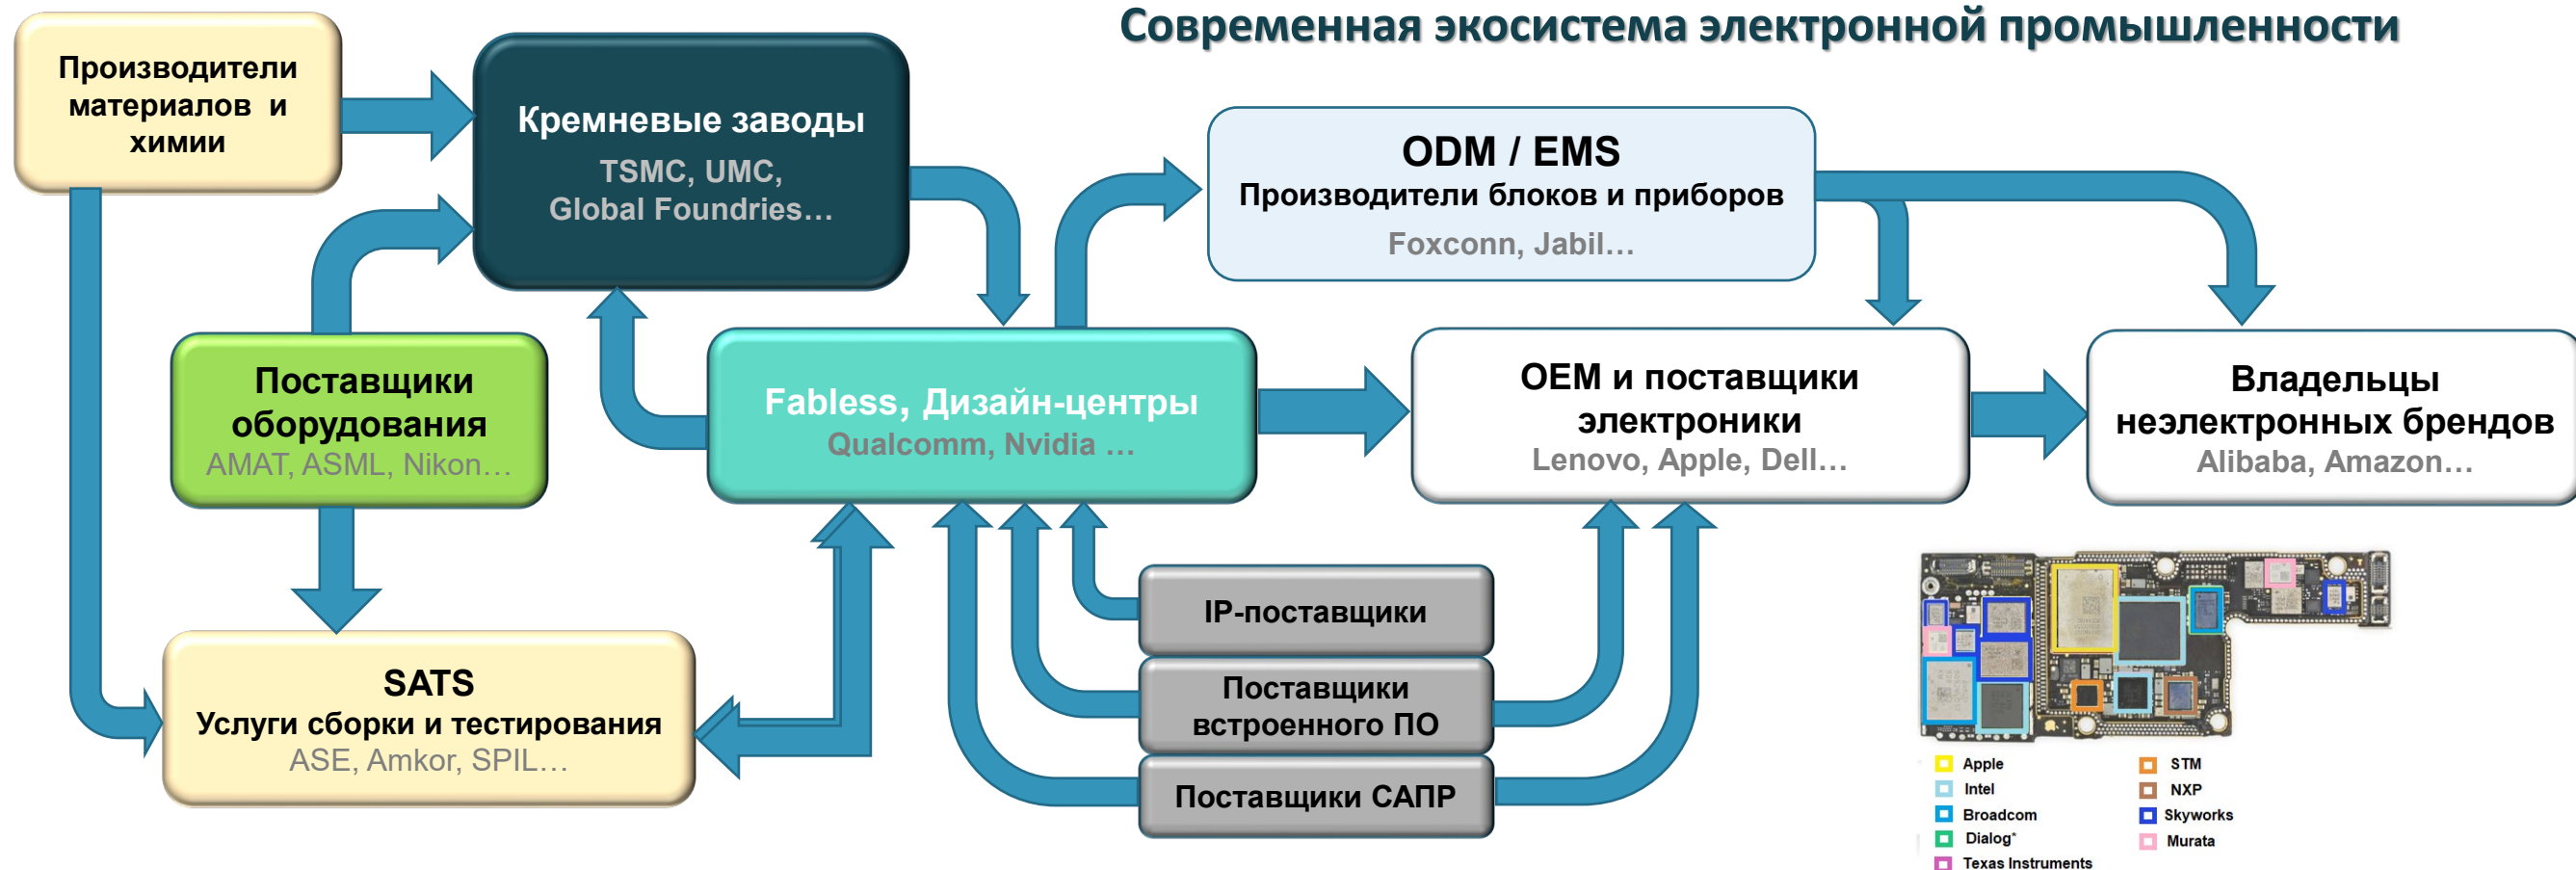 Современная экосистема электронной промышленности
Производители
материалов и
химии
Кремневые заводы
TSMC, UMC,
Global Foundries…
ODM / EMS
Производители блоков и приборов
Foxconn, Jabil…
Поставщики
оборудования
AMAT, ASML, Nikon…
Fabless, Дизайн-центры
Qualcomm, Nvidia …
OEM и поставщики
электроники
Lenovo, Apple, Dell…
Владельцы
неэлектронных брендов
Alibaba, Amazon…
SATS
Услуги сборки и тестирования
ASE, Amkor, SPIL…
IP-поставщики
Поставщики
встроенного ПО
Поставщики САПР
Apple
Intel
Broadcom
Dialog*
Texas Instruments
STM
NXP
Skyworks
Murata